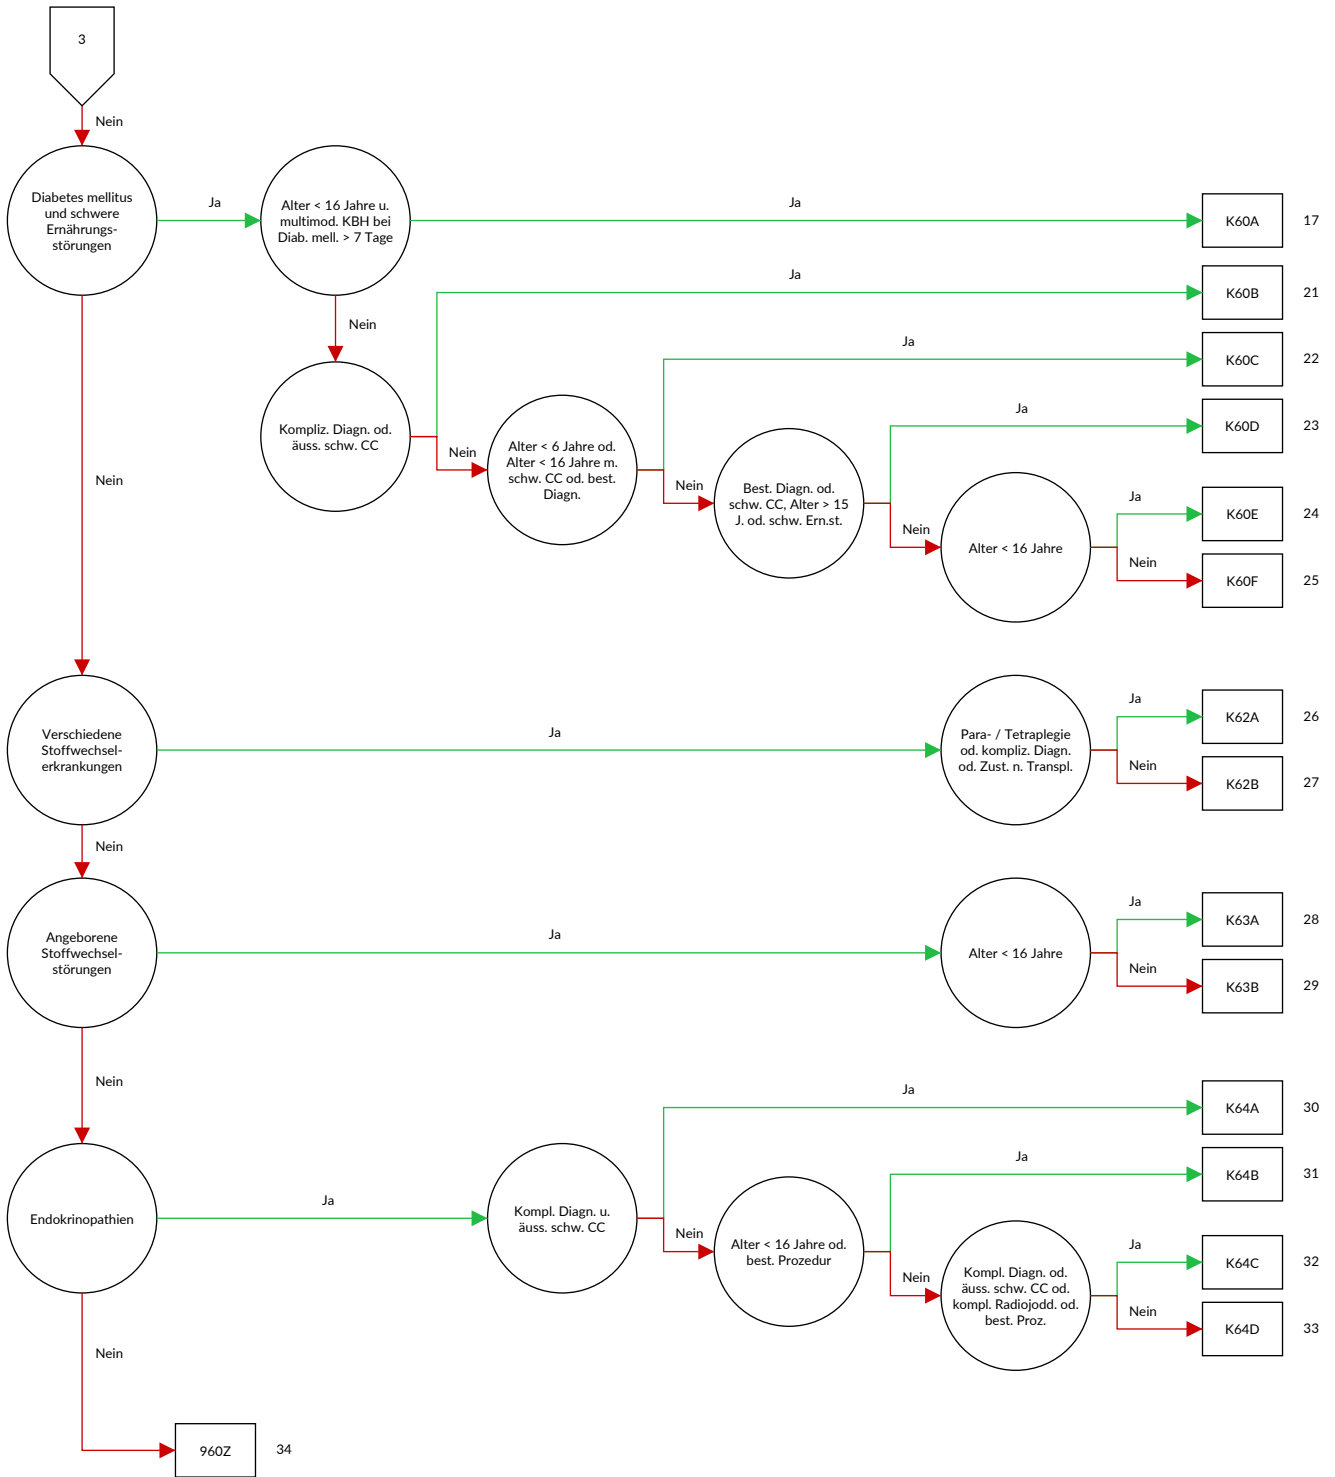 3
Nein
Diabetes mellitus
und schwere
Ernährungs-
störungen
Ja
Alter < 16 Jahre u.
multimod. KBH bei
Diab. mell. > 7 Tage
Ja
K60A
17
Nein
Ja
K60B
21
Kompliz. Diagn. od.
äuss. schw. CC
Nein
Ja
K60C
22
Alter < 6 Jahre od.
Alter < 16 Jahre m.
schw. CC od. best.
Diagn.
Nein
Ja
K60D
23
Best. Diagn. od.
schw. CC, Alter > 15
J. od. schw. Ern.st.
Nein
Alter < 16 Jahre
Ja
K60E
24
Nein
K60F
25
Nein
Verschiedene
Stoffwechsel-
erkrankungen
Ja
Para- / Tetraplegie
od. kompliz. Diagn.
od. Zust. n. Transpl.
Ja
K62A
26
Nein
K62B
27
Nein
Angeborene
Stoffwechsel-
störungen
Ja
Alter < 16 Jahre
Ja
K63A
28
Nein
K63B
29
Nein
Endokrinopathien
Ja
Kompl. Diagn. u.
äuss. schw. CC
Ja
K64A
30
Nein
Alter < 16 Jahre od.
best. Prozedur
Ja
K64B
31
Nein
Kompl. Diagn. od.
äuss. schw. CC od.
kompl. Radiojodd. od.
best. Proz.
Ja
K64C
32
Nein
K64D
33
Nein
960Z
34